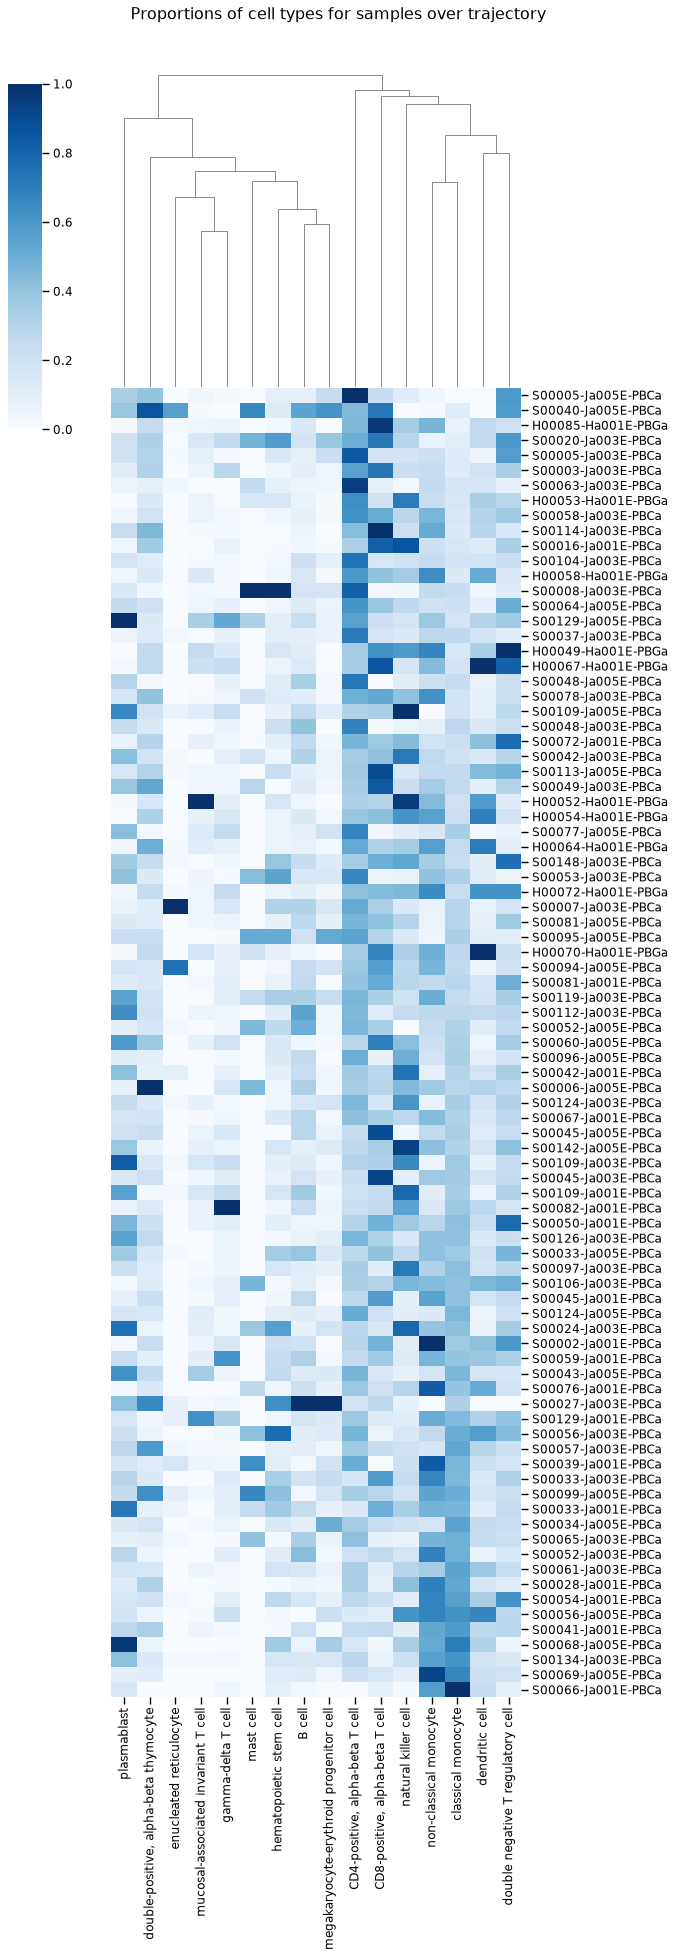 Proportions of cell types for samples over trajectory
1.0
0.8
0.6
0.4
0.2
0.0
S00005-Ja005E-PBCa
S00040-Ja005E-PBCa
H00085-Ha001E-PBGa
S00020-Ja003E-PBCa
S00005-Ja003E-PBCa
S00003-Ja003E-PBCa
S00063-Ja003E-PBCa
H00053-Ha001E-PBGa
S00058-Ja003E-PBCa
S00114-Ja003E-PBCa
S00016-Ja001E-PBCa
S00104-Ja003E-PBCa
H00058-Ha001E-PBGa
S00008-Ja003E-PBCa
S00064-Ja005E-PBCa
S00129-Ja005E-PBCa
S00037-Ja003E-PBCa
H00049-Ha001E-PBGa
H00067-Ha001E-PBGa
S00048-Ja005E-PBCa
S00078-Ja003E-PBCa
S00109-Ja005E-PBCa
S00048-Ja003E-PBCa
S00072-Ja001E-PBCa
S00042-Ja003E-PBCa
S00113-Ja005E-PBCa
S00049-Ja003E-PBCa
H00052-Ha001E-PBGa
H00054-Ha001E-PBGa
S00077-Ja005E-PBCa
H00064-Ha001E-PBGa
S00148-Ja003E-PBCa
S00053-Ja003E-PBCa
H00072-Ha001E-PBGa
S00007-Ja003E-PBCa
S00081-Ja005E-PBCa
S00095-Ja005E-PBCa
H00070-Ha001E-PBGa
S00094-Ja005E-PBCa
S00081-Ja001E-PBCa
S00119-Ja003E-PBCa
S00112-Ja003E-PBCa
S00052-Ja005E-PBCa
S00060-Ja005E-PBCa
S00096-Ja005E-PBCa
S00042-Ja001E-PBCa
S00006-Ja005E-PBCa
S00124-Ja003E-PBCa
S00067-Ja001E-PBCa
S00045-Ja005E-PBCa
S00142-Ja005E-PBCa
S00109-Ja003E-PBCa
S00045-Ja003E-PBCa
S00109-Ja001E-PBCa
S00082-Ja001E-PBCa
S00050-Ja001E-PBCa
S00126-Ja003E-PBCa
S00033-Ja005E-PBCa
S00097-Ja003E-PBCa
S00106-Ja003E-PBCa
S00045-Ja001E-PBCa
S00124-Ja005E-PBCa
S00024-Ja003E-PBCa
S00002-Ja001E-PBCa
S00059-Ja001E-PBCa
S00043-Ja005E-PBCa
S00076-Ja001E-PBCa
S00027-Ja003E-PBCa
S00129-Ja001E-PBCa
S00056-Ja003E-PBCa
S00057-Ja003E-PBCa
S00039-Ja001E-PBCa
S00033-Ja003E-PBCa
S00099-Ja005E-PBCa
S00033-Ja001E-PBCa
S00034-Ja005E-PBCa
S00065-Ja003E-PBCa
S00052-Ja003E-PBCa
S00061-Ja003E-PBCa
S00028-Ja001E-PBCa
S00054-Ja001E-PBCa
S00056-Ja005E-PBCa
S00041-Ja001E-PBCa
S00068-Ja005E-PBCa
S00134-Ja003E-PBCa
S00069-Ja005E-PBCa
S00066-Ja001E-PBCa
plasmablast
double-positive, alpha-beta thymocyte
enucleated reticulocyte
mucosal-associated invariant T cell
gamma-delta T cell
mast cell
hematopoietic stem cell
B cell
megakaryocyte-erythroid progenitor cell
CD4-positive, alpha-beta T cell
CD8-positive, alpha-beta T cell
natural killer cell
non-classical monocyte
classical monocyte
dendritic cell
double negative T regulatory cell